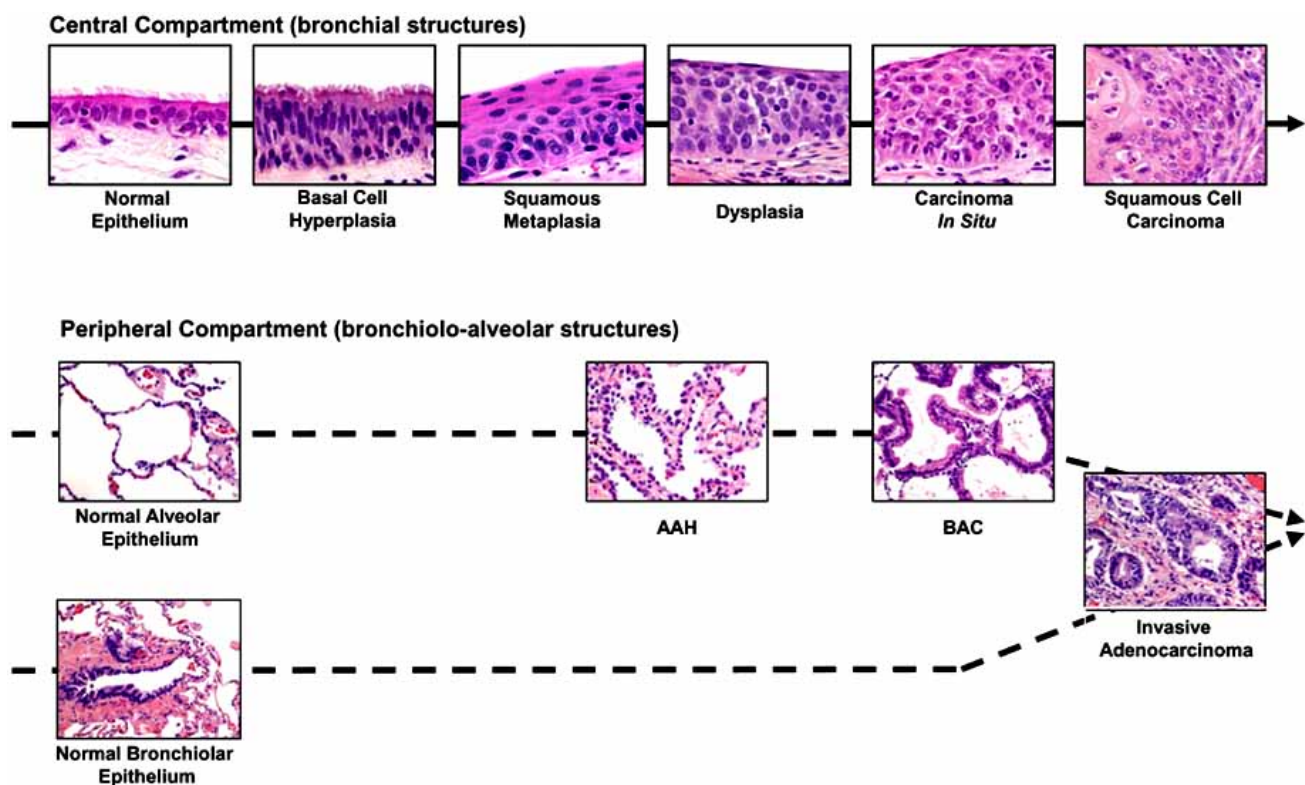 Central Compartment (bronchial structures)
Normal
Epithelium
Basal Cell
Hyperplasia
Squamous
Metaplasia
Dysplasia
Carcinoma
In Situ
Squamous Cell
Carcinoma
Peripheral Compartment (bronchiolo-alveolar structures)
Normal Alveolar
Epithelium
AAH
BAC
Invasive
Adenocarcinoma
Normal Bronchiolar
Epithelium